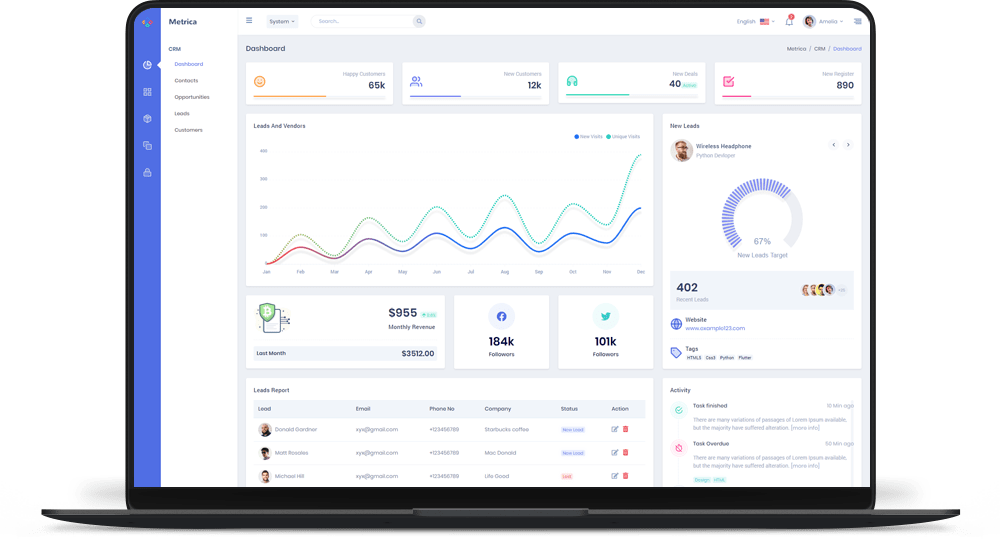 Metrica
System
Search...
English
Amelia
CRM
Dashboard
Contacts
Opportunities
Leads
Customers
Dashboard
Metrica / CRM / Dashboard
Happy Customers
65k
New Customers
12k
New Deals
40
New Register
890
Leads And Vendors
New Visits
Unique Visits
400
300
200
100
Jan Feb Mar Apr May Jun Jul Aug Sep Oct Nov Dec
New Leads
Wireless Headphone
67%
New Leads Target
402
Recent Leads
Website
www.example123.com
Tags
HTML5 Css3 Python Flutter
$955
Monthly Revenue
Last Month
$3512.00
184k
Followers
101k
Followers
Leads Report
Lead Email Phone No Company Status Action
Donald Gardner xyx@gmail.com +123456789 Starbucks coffee New Lead
Matt Rosales xyx@gmail.com +123456789 Mac Donald New Lead
Michael Hill xyx@gmail.com +123456789 Life Good Lost
Activity
Task finished
10 Min ago
There are many variations of passages of Lorem Ipsum available,
but the majority have suffered alteration. [more info]
Task Overdue
50 Min ago
There are many variations of passages of Lorem Ipsum available,
but the majority have suffered alteration. [more info]
Design